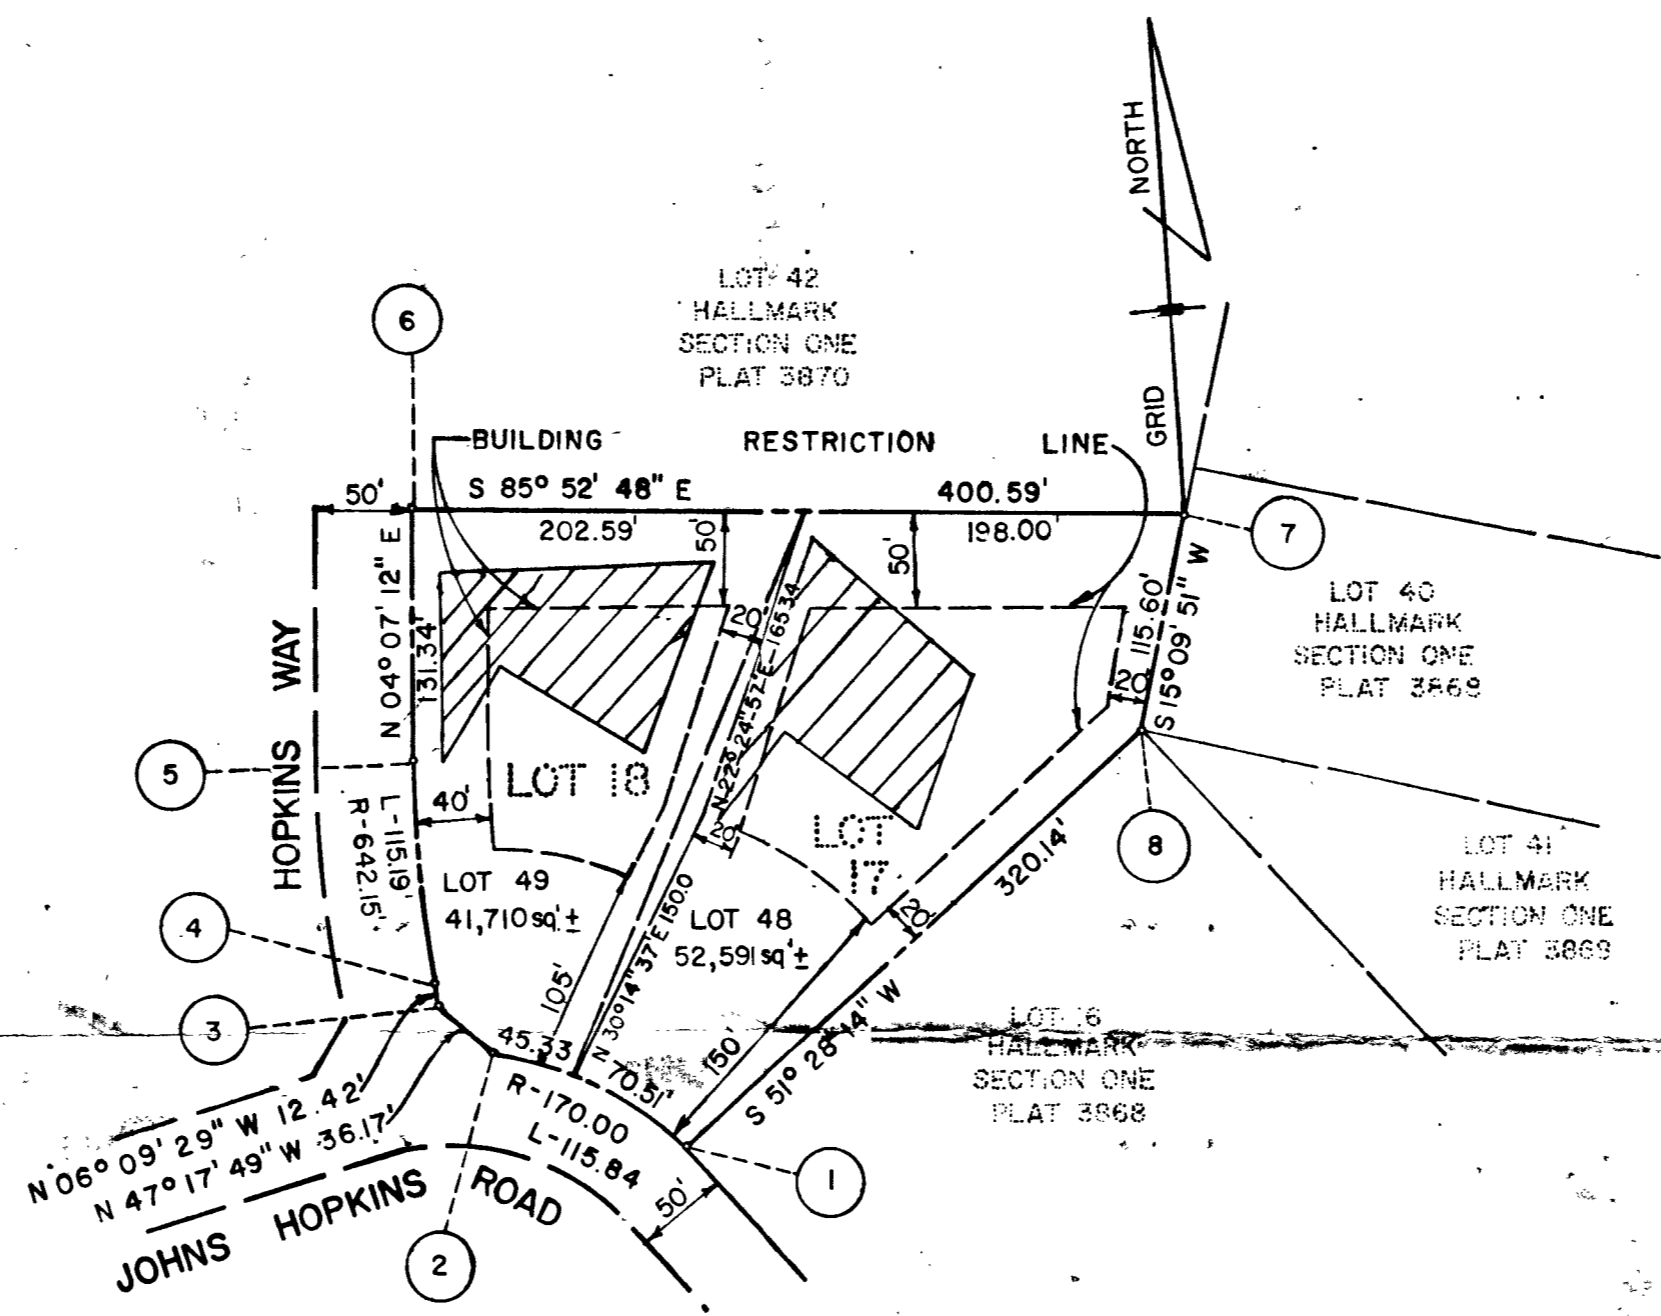 NORTH
GRID
LOT 42
HALLMARK
SECTION ONE
PLAT 3870
6
BUILDING RESTRICTION LINE
50'
S 85° 52' 48" E
400.59'
202.59'
198.00'
50'
50'
7
N 04° 07' 12" E
131.34'
HOPKINS WAY
20'
N 22° 24" 57" E - 165.34
115.60'
S 15° 09' 51" W
20'
LOT 40
HALLMARK
SECTION ONE
PLAT 3869
5
LOT 18
40'
20'
LOT
17
L-115.19'
R-642.15'
8
320.14'
LOT 41
HALLMARK
SECTION ONE
PLAT 3869
LOT 49
41,710 sq'±
LOT 48
52,591 sq'±
20'
4
105'
N 30° 14" 37' E 150.0
150'
S 51° 28' 14" W
3
45.33
70.51'
LOT 16
HALLMARK
SECTION ONE
PLAT 3868
R-170.00
L-115.84
N 06° 09' 29" W 12.42'
N 47° 17' 49" W 36.17'
50'
1
JOHNS HOPKINS ROAD
2